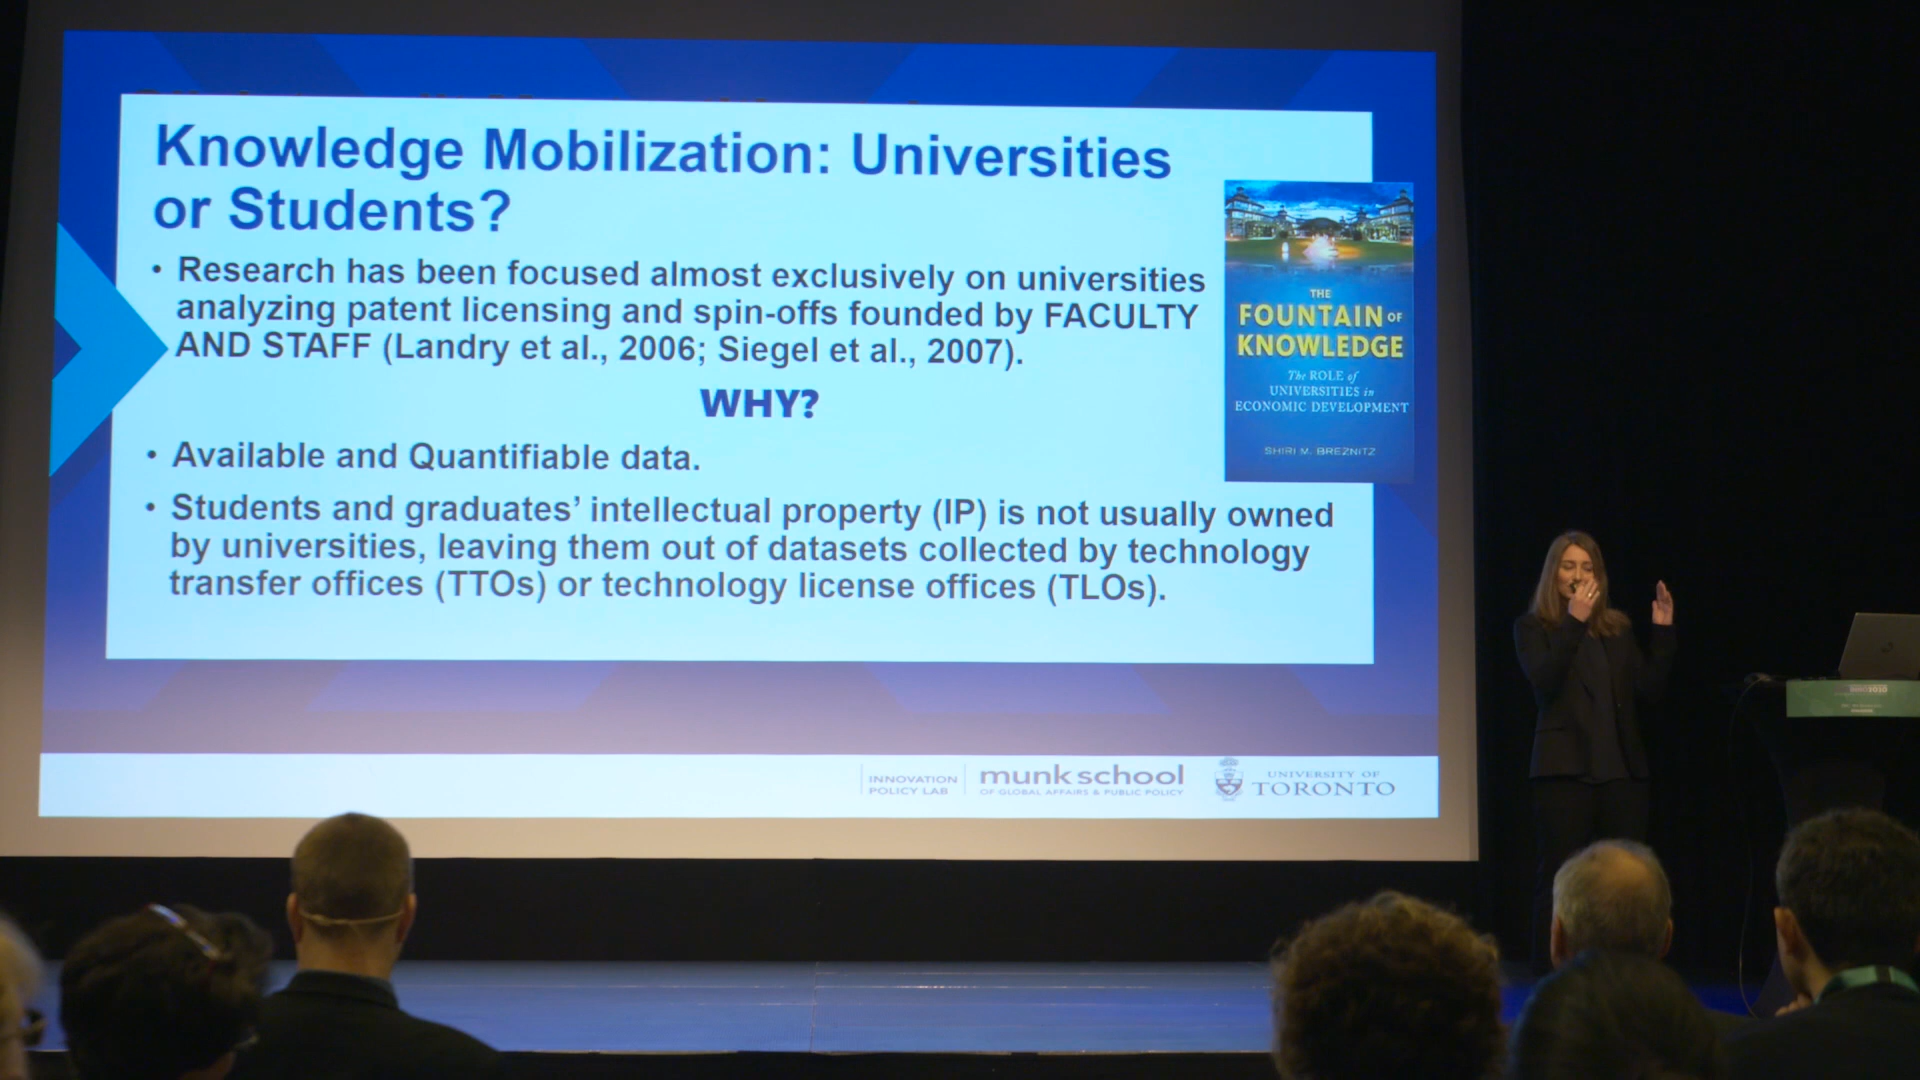 Knowledge Mobilization: Universities
or Students?
• Research has been focused almost exclusively on universities
analyzing patent licensing and spin-offs founded by FACULTY
AND STAFF (Landry et al., 2006; Siegel et al., 2007).
WHY?
• Available and Quantifiable data.
• Students and graduates’ intellectual property (IP) is not usually owned
by universities, leaving them out of datasets collected by technology
transfer offices (TTOs) or technology license offices (TLOs).
THE
FOUNTAIN OF
KNOWLEDGE
The ROLE of
UNIVERSITIES in
ECONOMIC DEVELOPMENT
SHIRI M. BREZNITZ
INNOVATION
POLICY LAB
munk school
OF GLOBAL AFFAIRS & PUBLIC POLICY
UNIVERSITY OF
TORONTO